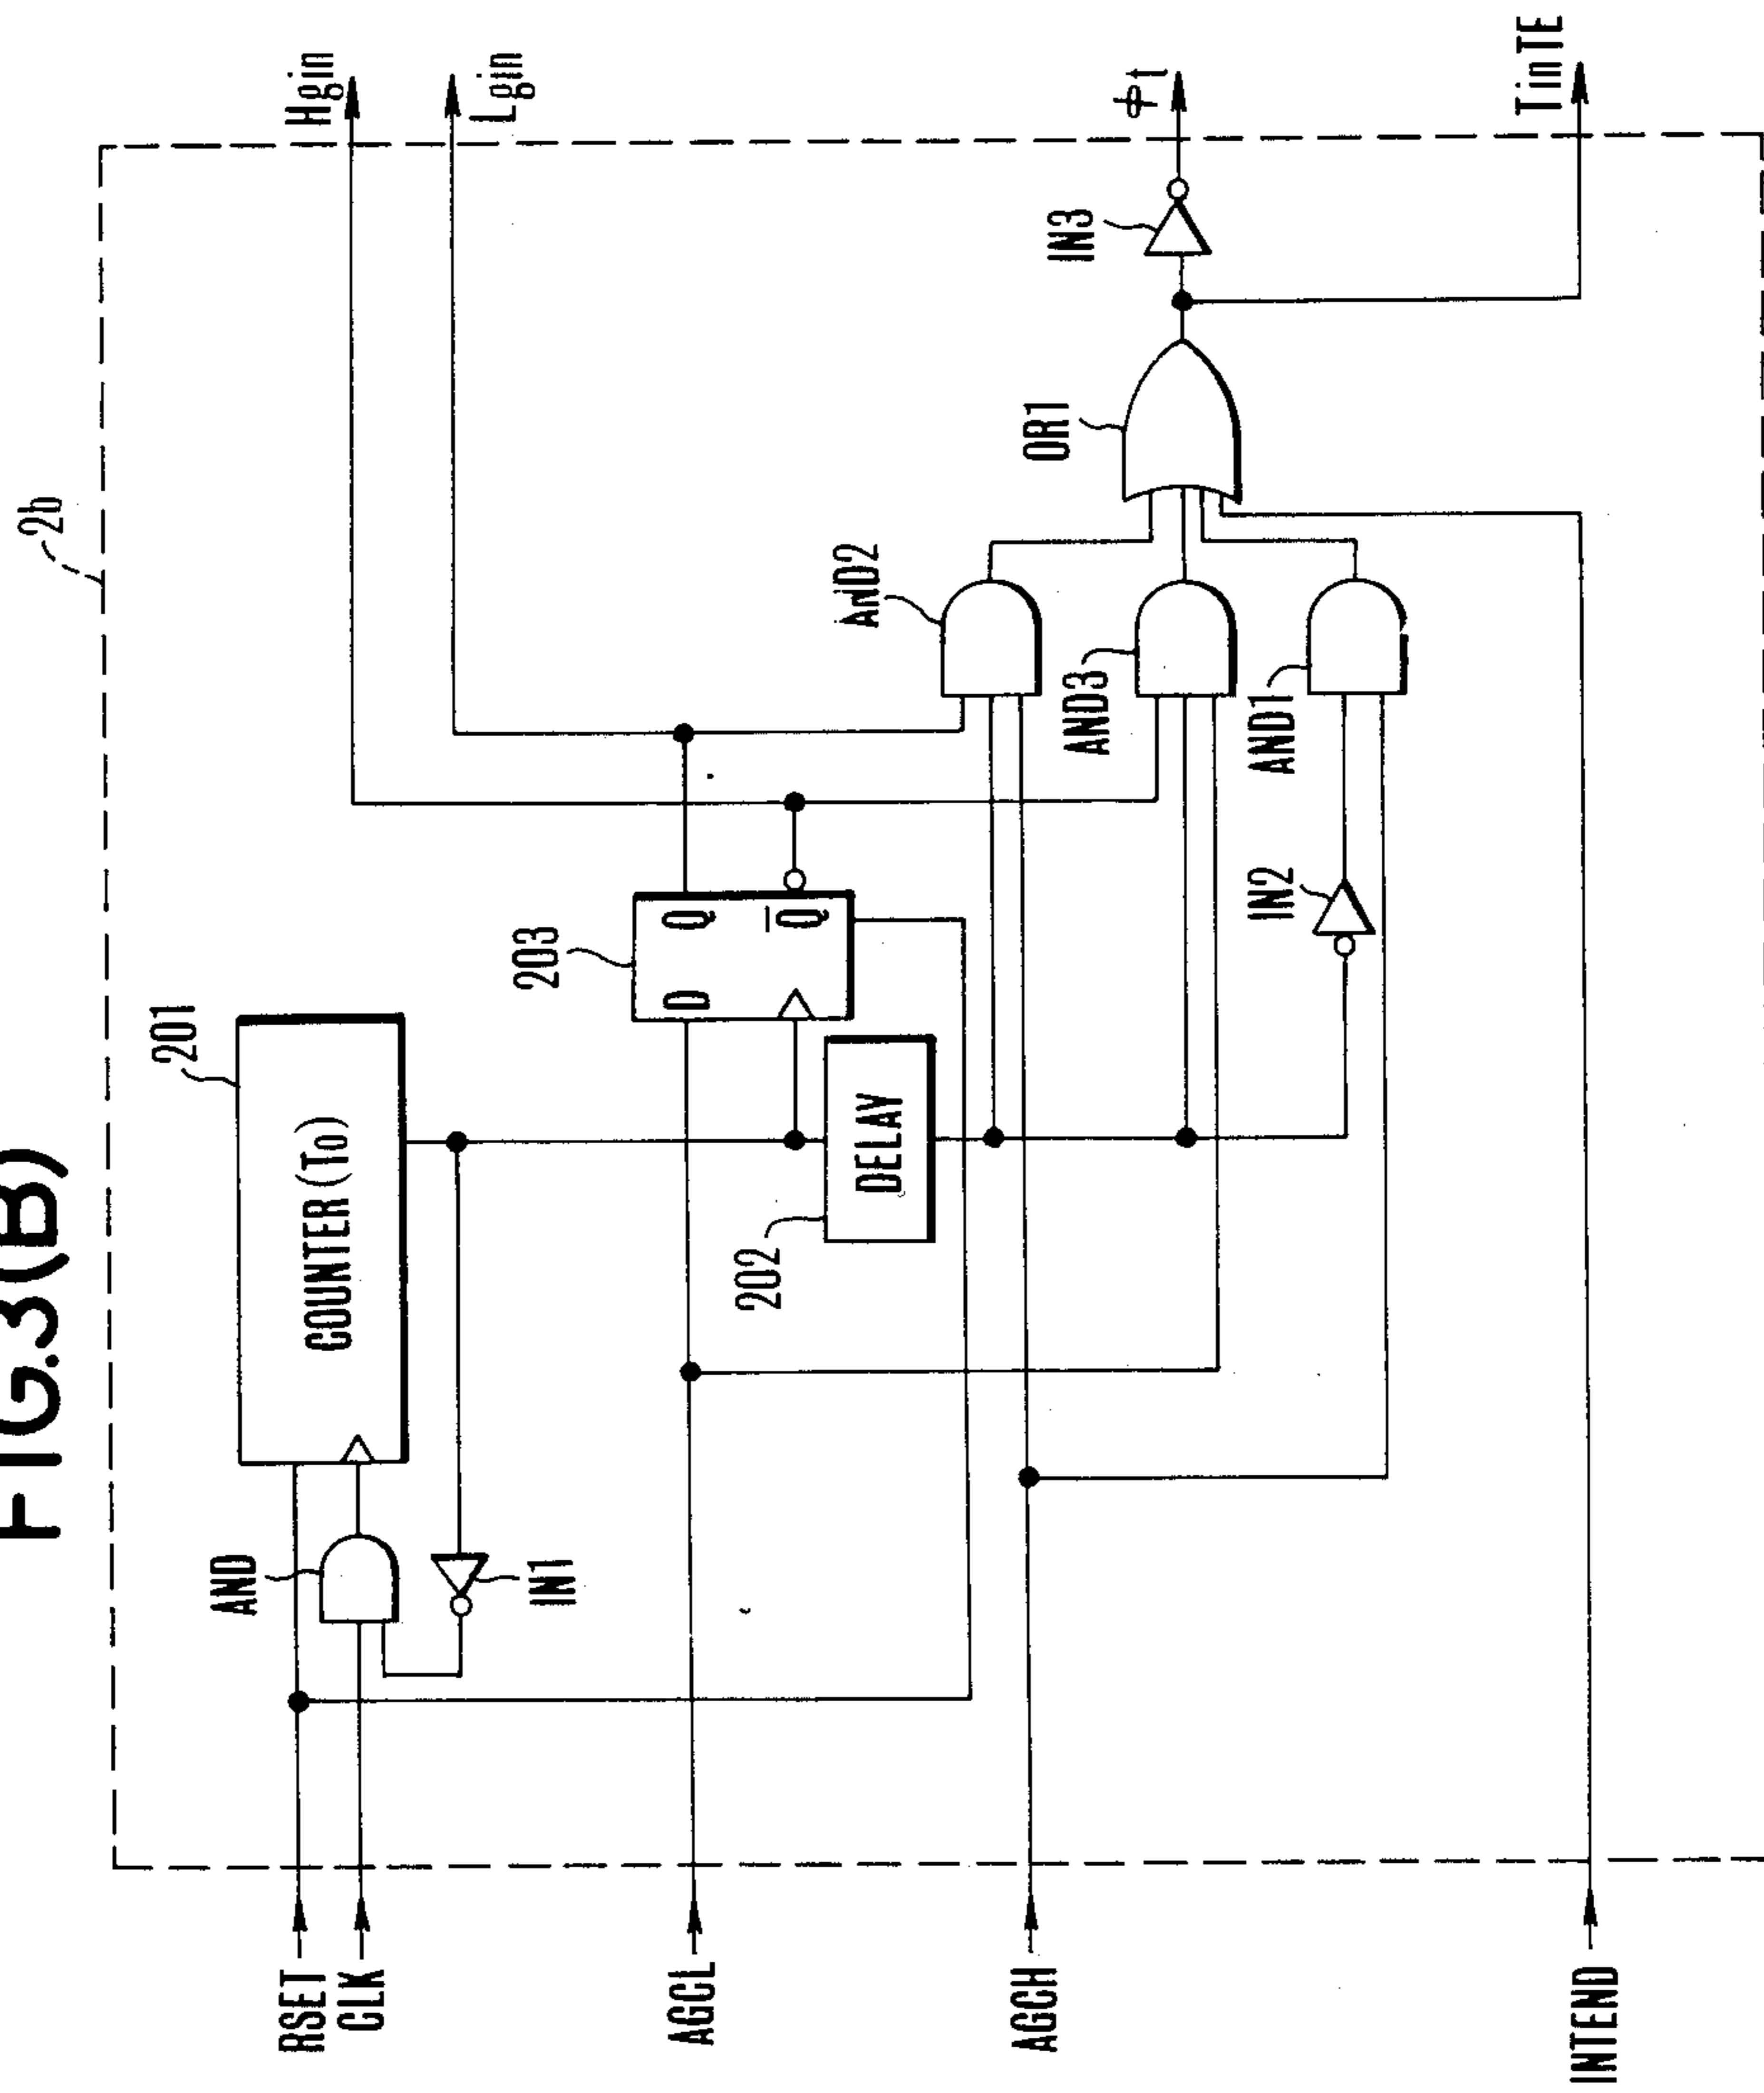 FIG.3(B)
2b
RSET
CLK
AGCL
AGCH
INTEND
AND
IN1
COUNTER (To)
201
202
DELAY
203
D
Q
Q̅
IN2
AND2
AND3
AND1
OR1
IN3
Hgin
Lgin
ϕt
TinTE